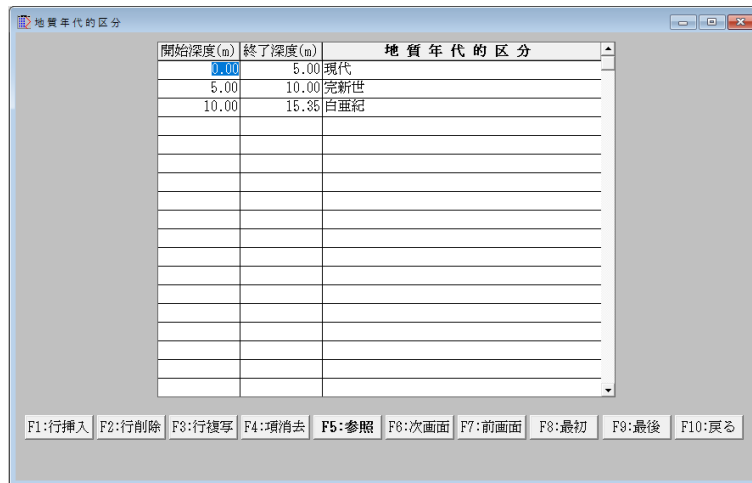 地質年代的区分
開始深度(m) 終了深度(m) 地質年代的区分
0.00 5.00 現代
5.00 10.00 完新世
10.00 15.35 白亜紀
F1:行挿入 F2:行削除 F3:行複写 F4:項消去 F5:参照 F6:次画面 F7:前画面 F8:最初 F9:最後 F10:戻る